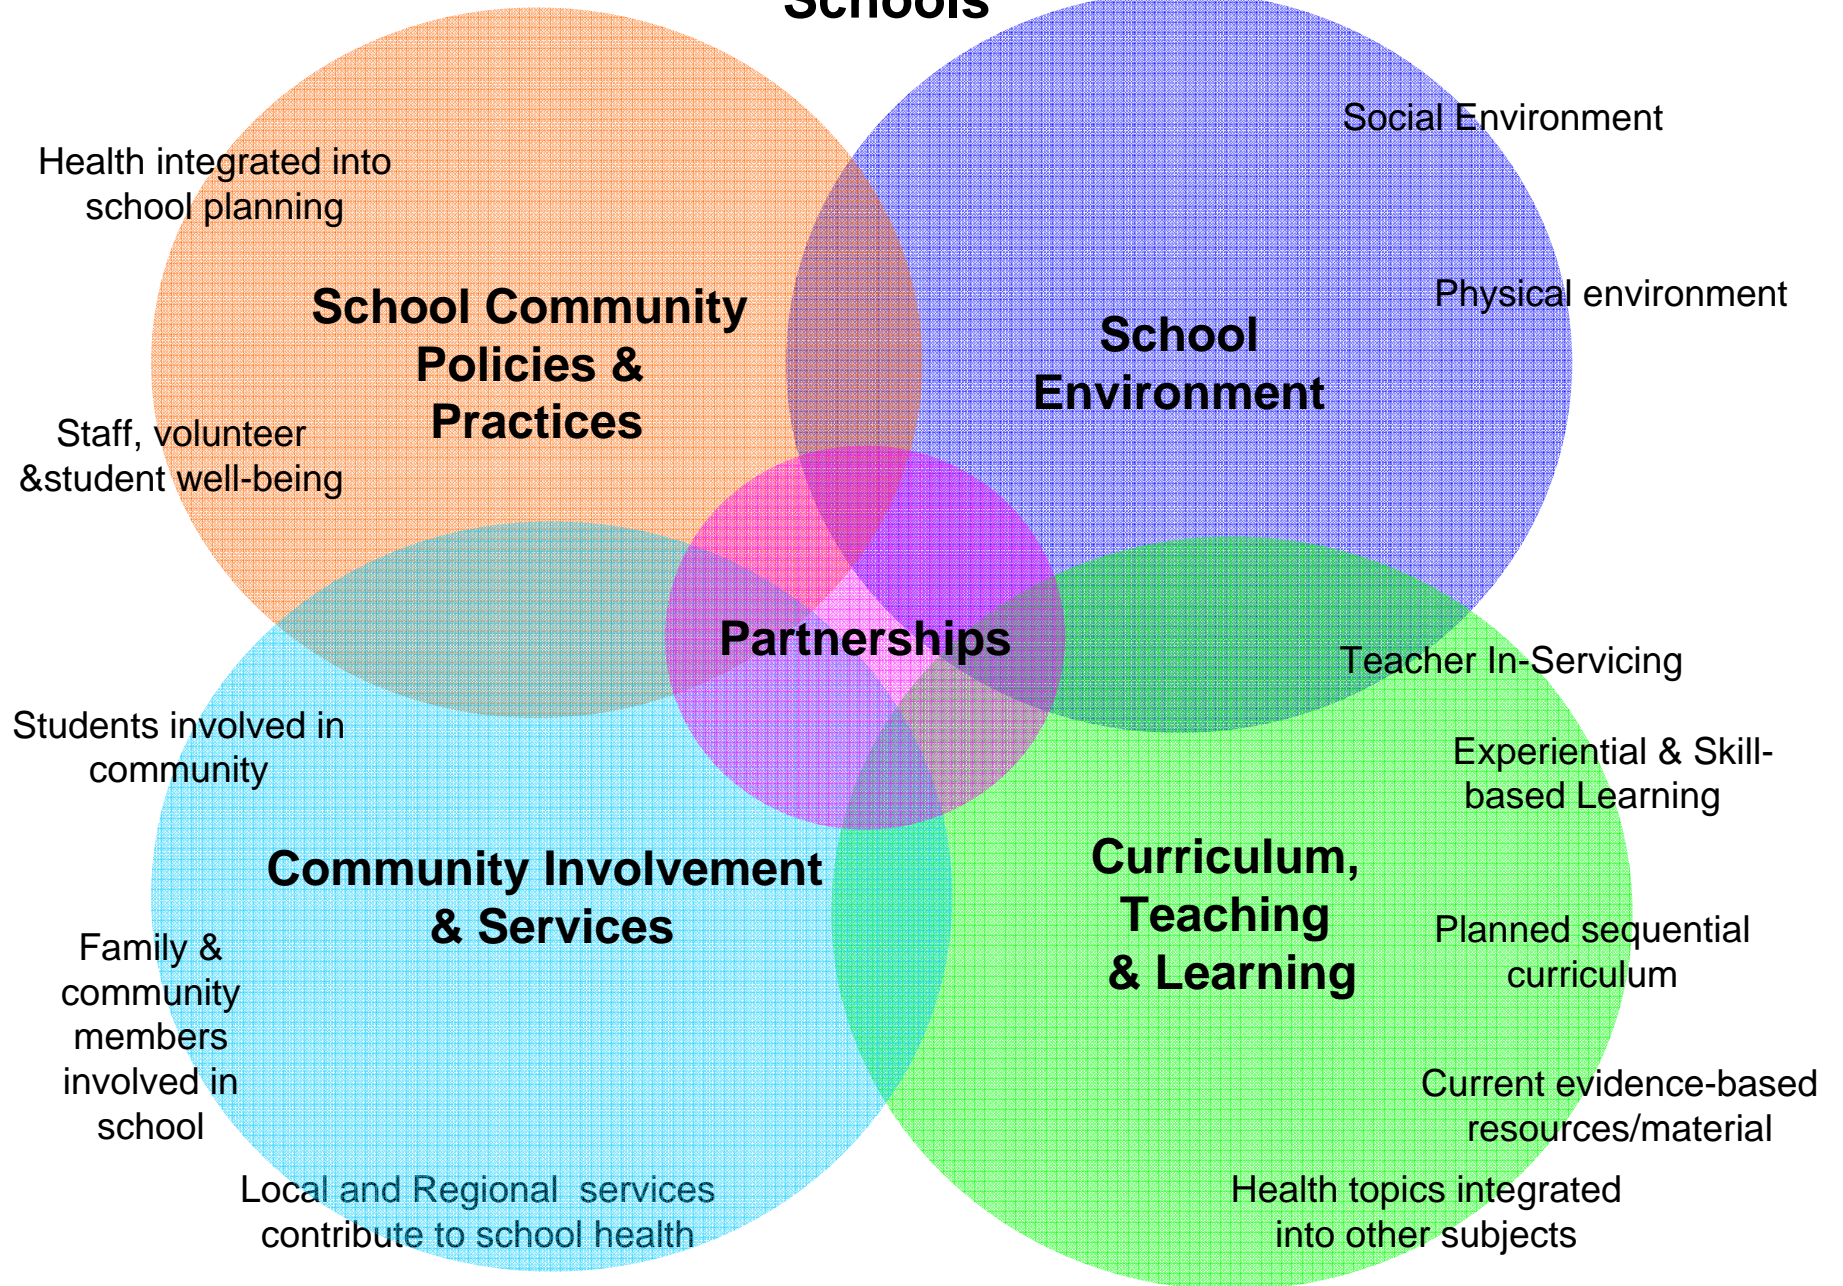 Schools
Health integrated into
school planning
School Community
Policies &
Practices
Staff, volunteer
&student well-being
Social Environment
Physical environment
School
Environment
Partnerships
Students involved in
community
Community Involvement
& Services
Family &
community
members
involved in
school
Local and Regional services
contribute to school health
Teacher In-Servicing
Experiential & Skill-
based Learning
Curriculum,
Teaching
& Learning
Planned sequential
curriculum
Current evidence-based
resources/material
Health topics integrated
into other subjects